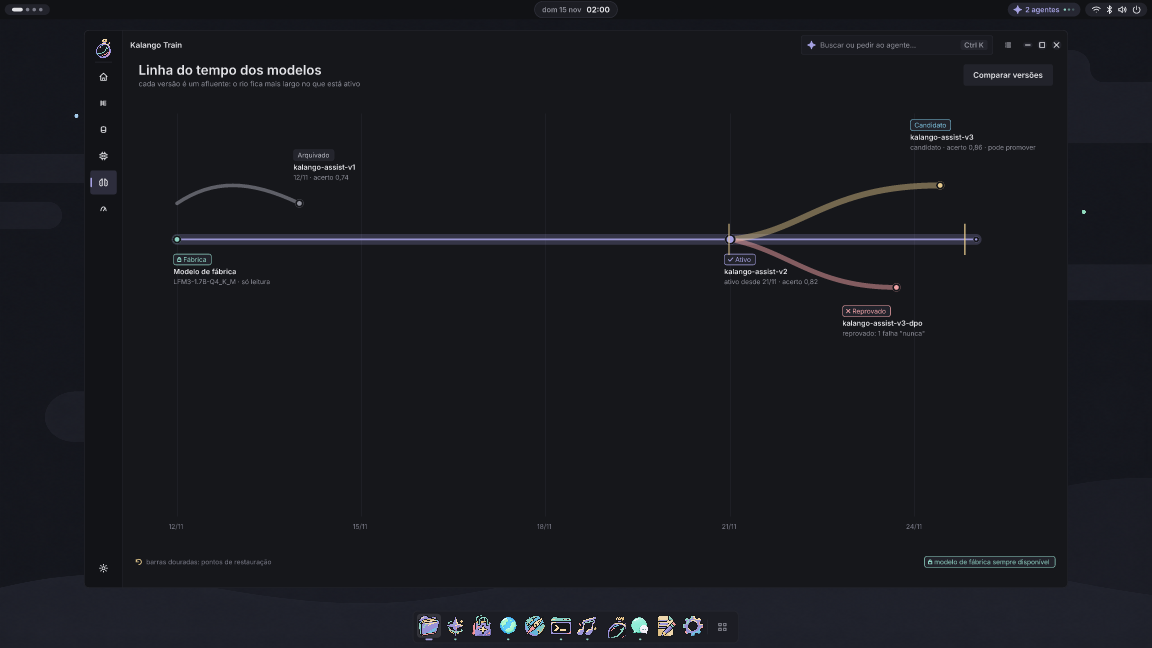 dom 15 nov 02:00
2 agentes
Kalango Train
Buscar ou pedir ao agente... Ctrl K
Linha do tempo dos modelos
cada versão é um afluente: o rio fica mais largo no que está ativo
Comparar versões
Candidato
kalango-assist-v3
candidato · acerto 0,86 · pode promover
Arquivado
kalango-assist-v1
12/11 · acerto 0,74
Fábrica
Modelo de fábrica
LFM3-1.7B-Q4_K_M · só leitura
Ativo
kalango-assist-v2
ativo desde 21/11 · acerto 0,82
Reprovado
kalango-assist-v3-dpo
reprovado: 1 falha "nunca"
12/11 15/11 18/11 21/11 24/11
barras douradas: pontos de restauração
modelo de fábrica sempre disponível